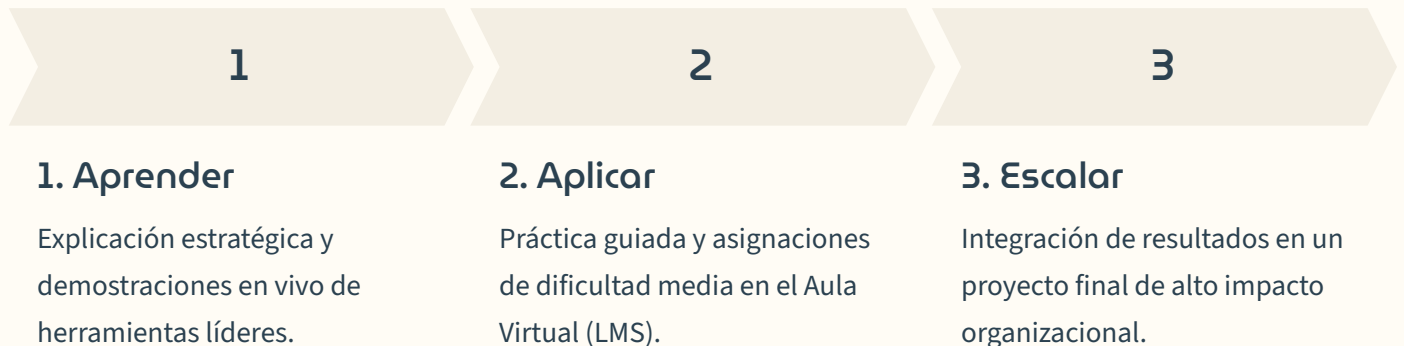 1
2
3
1. Aprender
Explicación estratégica y
demostraciones en vivo de
herramientas líderes.
2. Aplicar
Práctica guiada y asignaciones
de dificultad media en el Aula
Virtual (LMS).
3. Escalar
Integración de resultados en un
proyecto final de alto impacto
organizacional.